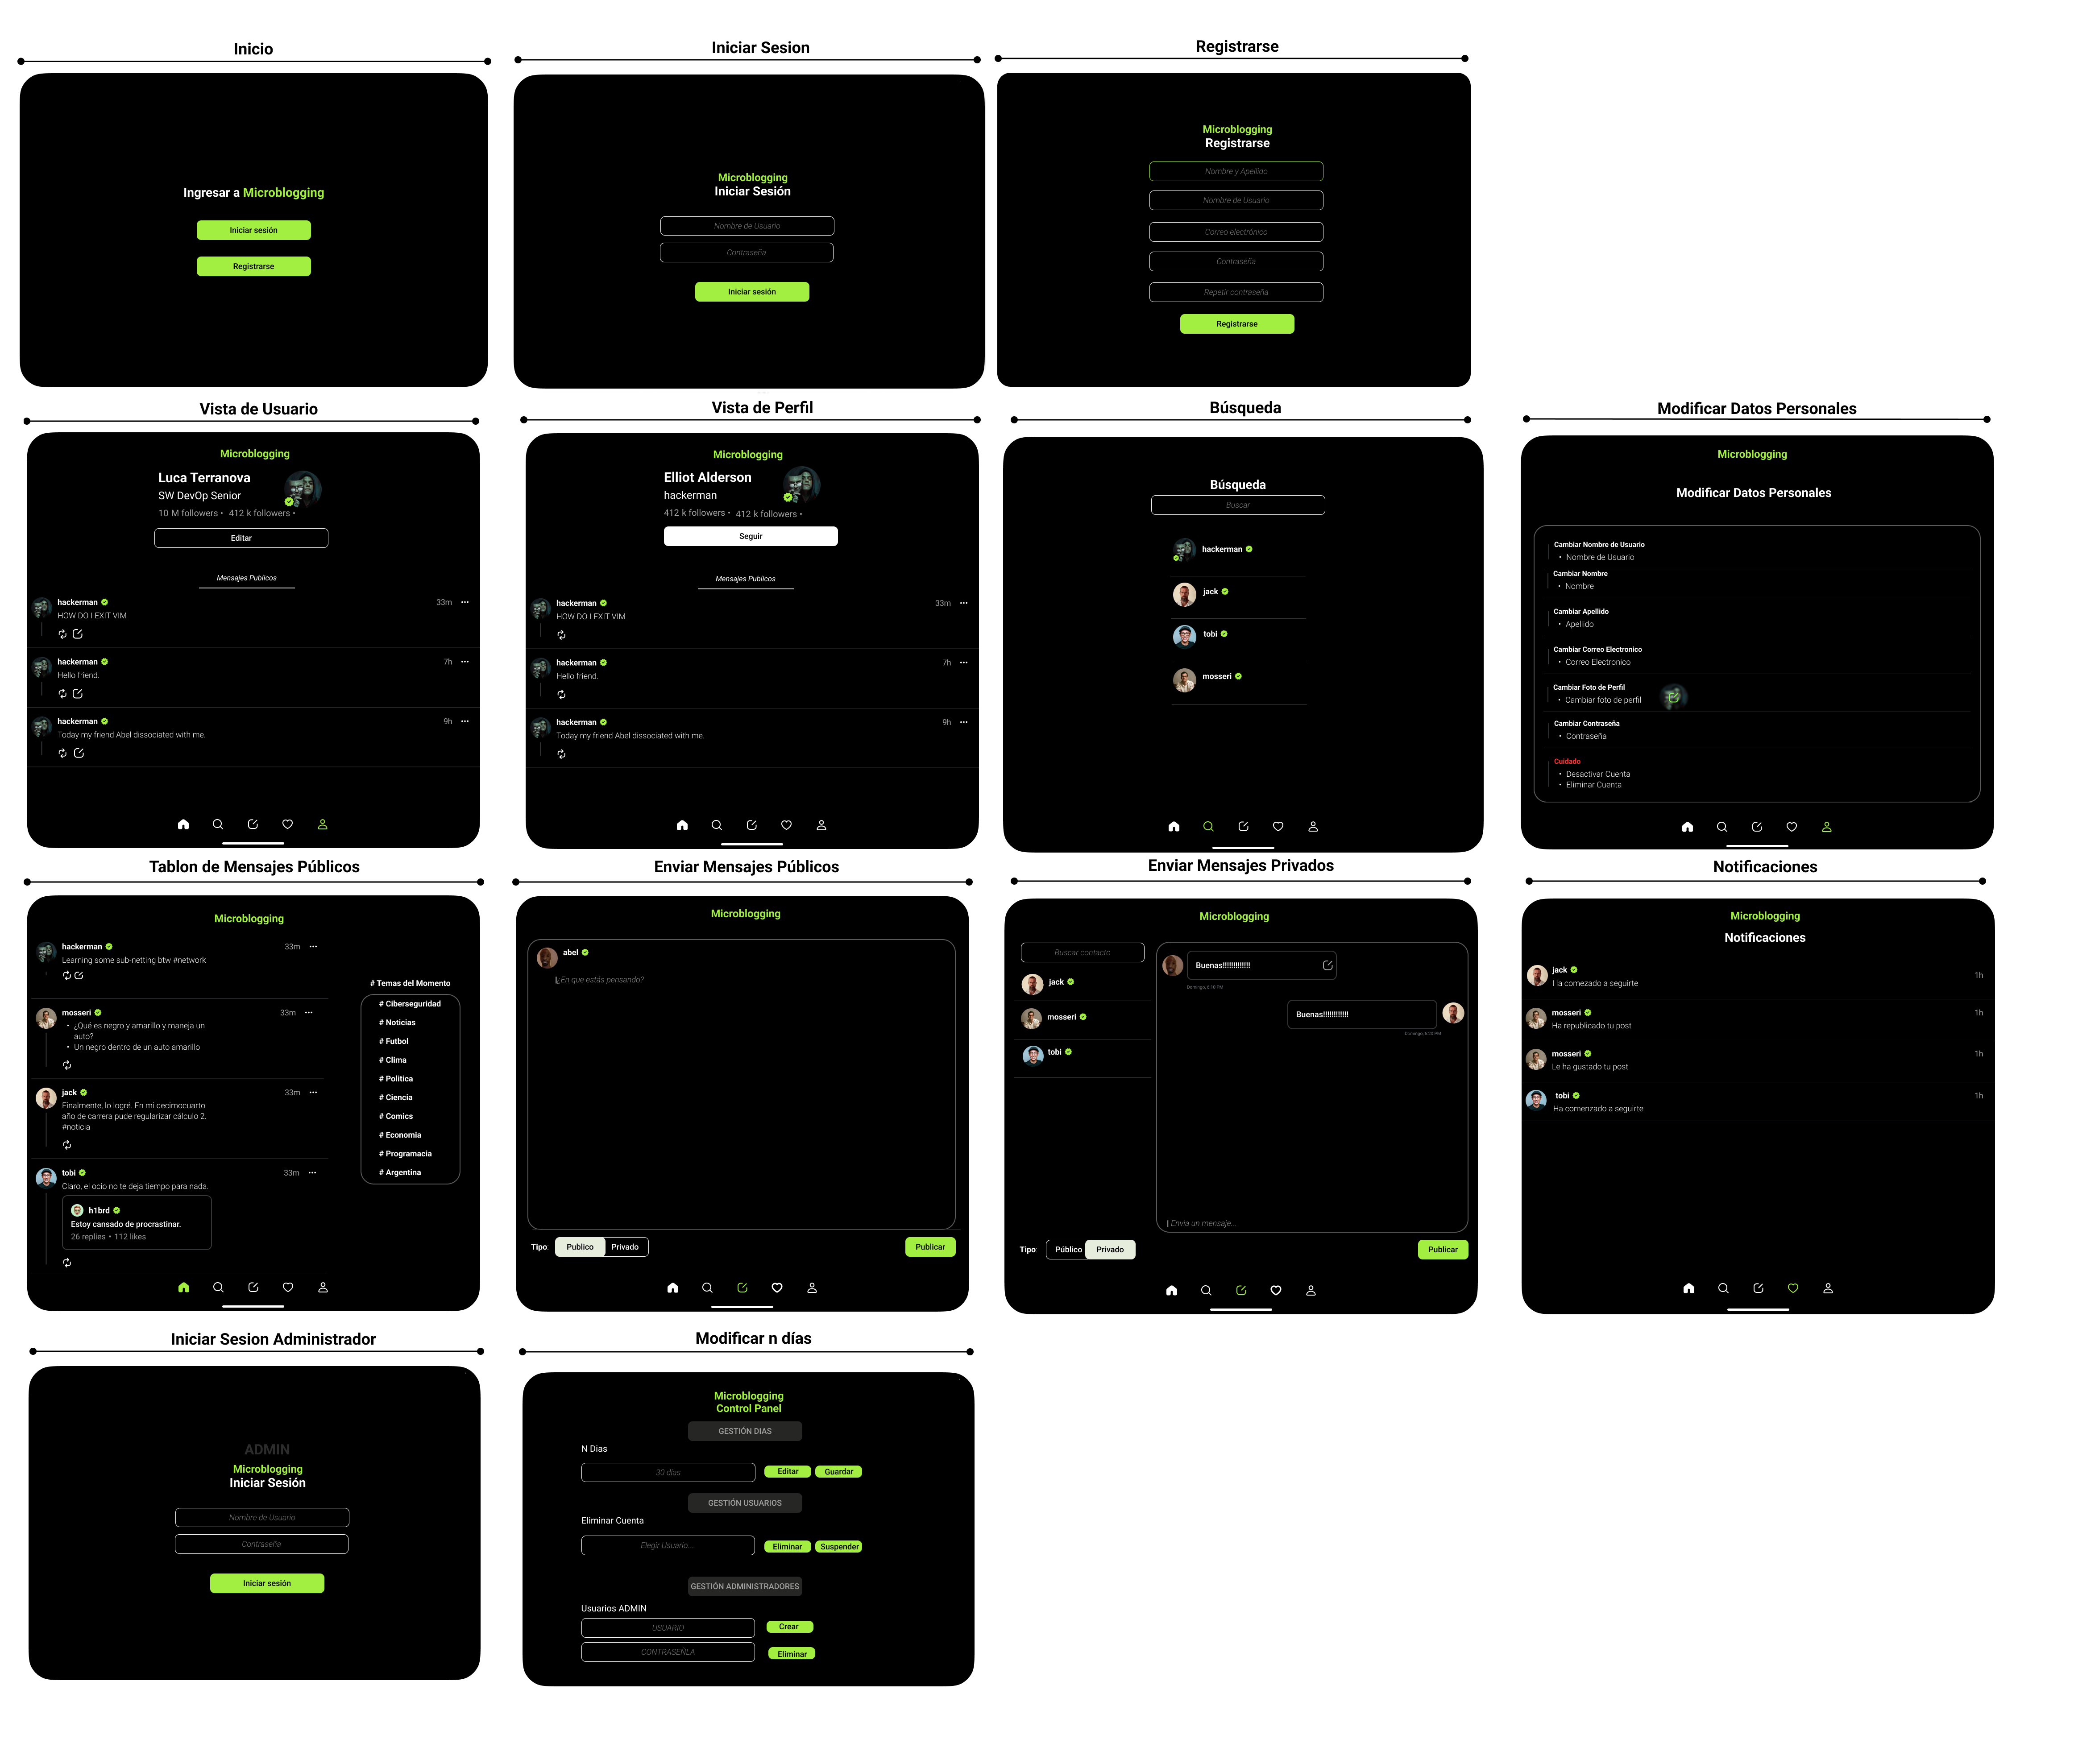 Inicio
Ingresar a Microblogging
Iniciar sesión
Registrarse
Iniciar Sesion
Microblogging
Iniciar Sesión
Nombre de Usuario
Contraseña
Iniciar sesión
Registrarse
Microblogging
Registrarse
Nombre y Apellido
Nombre de Usuario
Correo electrónico
Contraseña
Repetir contraseña
Registrarse
Vista de Usuario
Microblogging
Luca Terranova
SW DevOp Senior
10 M followers • 412 k followers •
Editar
Mensajes Publicos
hackerman 33m
HOW DO I EXIT VIM
hackerman 7h
Hello friend.
hackerman 9h
Today my friend Abel dissociated with me.
Vista de Perfil
Microblogging
Elliot Alderson
hackerman
412 k followers • 412 k followers •
Seguir
Mensajes Publicos
hackerman 33m
HOW DO I EXIT VIM
hackerman 7h
Hello friend.
hackerman 9h
Today my friend Abel dissociated with me.
Búsqueda
Búsqueda
Buscar
hackerman
jack
tobi
mosseri
Modificar Datos Personales
Microblogging
Modificar Datos Personales
Cambiar Nombre de Usuario
• Nombre de Usuario
Cambiar Nombre
• Nombre
Cambiar Apellido
• Apellido
Cambiar Correo Electronico
• Correo Electronico
Cambiar Foto de Perfil
• Cambiar foto de perfil
Cambiar Contraseña
• Contraseña
Cuidado
• Desactivar Cuenta
• Eliminar Cuenta
Tablon de Mensajes Públicos
Microblogging
hackerman 33m
Learning some sub-netting btw #network
mosseri 33m
• ¿Qué es negro y amarillo y maneja un
auto?
• Un negro dentro de un auto amarillo
jack 33m
Finalmente, lo logré. En mi decimocuarto
año de carrera pude regularizar cálculo 2.
#noticia
tobi 33m
Claro, el ocio no te deja tiempo para nada.
h1brd
Estoy cansado de procrastinar.
26 replies • 112 likes
# Temas del Momento
# Ciberseguridad
# Noticias
# Futbol
# Clima
# Politica
# Ciencia
# Comics
# Economia
# Programacia
# Argentina
Enviar Mensajes Públicos
Microblogging
abel
¿En que estás pensando?
Tipo: Publico Privado
Publicar
Enviar Mensajes Privados
Microblogging
Buscar contacto
jack
mosseri
tobi
Buenas!!!!!!!!!!!!!
Domingo, 6:10 PM
Buenas!!!!!!!!!!!!
Domingo, 6:20 PM
Envia un mensaje...
Tipo: Público Privado
Publicar
Notificaciones
Microblogging
Notificaciones
jack 1h
Ha comezado a seguirte
mosseri 1h
Ha republicado tu post
mosseri 1h
Le ha gustado tu post
tobi 1h
Ha comenzado a seguirte
Iniciar Sesion Administrador
ADMIN
Microblogging
Iniciar Sesión
Nombre de Usuario
Contraseña
Iniciar sesión
Modificar n días
Microblogging
Control Panel
GESTIÓN DIAS
N Dias
30 días
Editar
Guardar
GESTIÓN USUARIOS
Eliminar Cuenta
Elegir Usuario...
Eliminar
Suspender
GESTIÓN ADMINISTRADORES
Usuarios ADMIN
USUARIO
Crear
CONTRASEÑLA
Eliminar